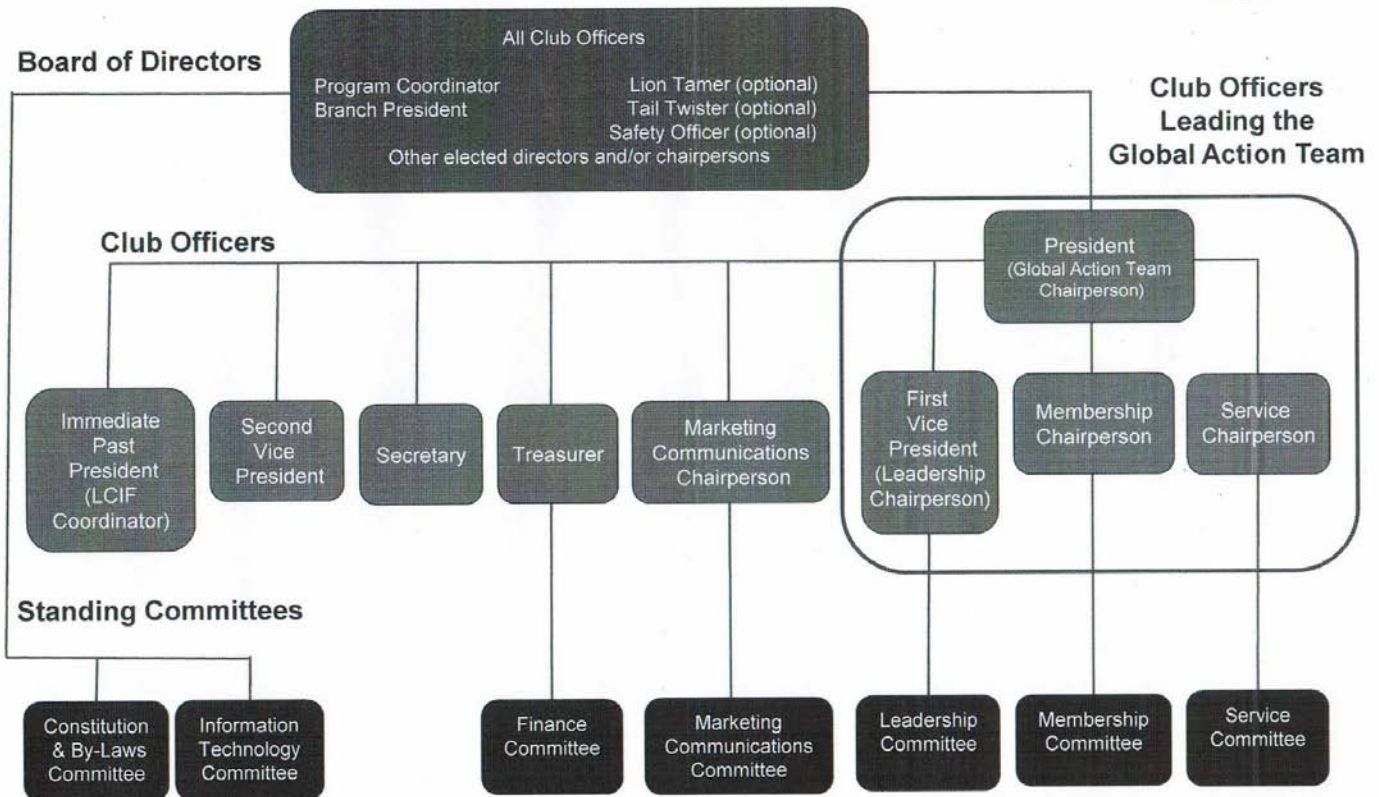 All Club Officers
Board of Directors
Program Coordinator
Branch President
Lion Tamer (optional)
Tail Twister (optional)
Safety Officer (optional)
Other elected directors and/or chairpersons
Club Officers
Leading the
Global Action Team
Club Officers
President
(Global Action Team
Chairperson)
Immediate
Past
President
(LCIF
Coordinator)
Second
Vice
President
Secretary
Treasurer
Marketing
Communications
Chairperson
First
Vice
President
(Leadership
Chairperson)
Membership
Chairperson
Service
Chairperson
Standing Committees
Constitution
& By-Laws
Committee
Information
Technology
Committee
Finance
Committee
Marketing
Communications
Committee
Leadership
Committee
Membership
Committee
Service
Committee